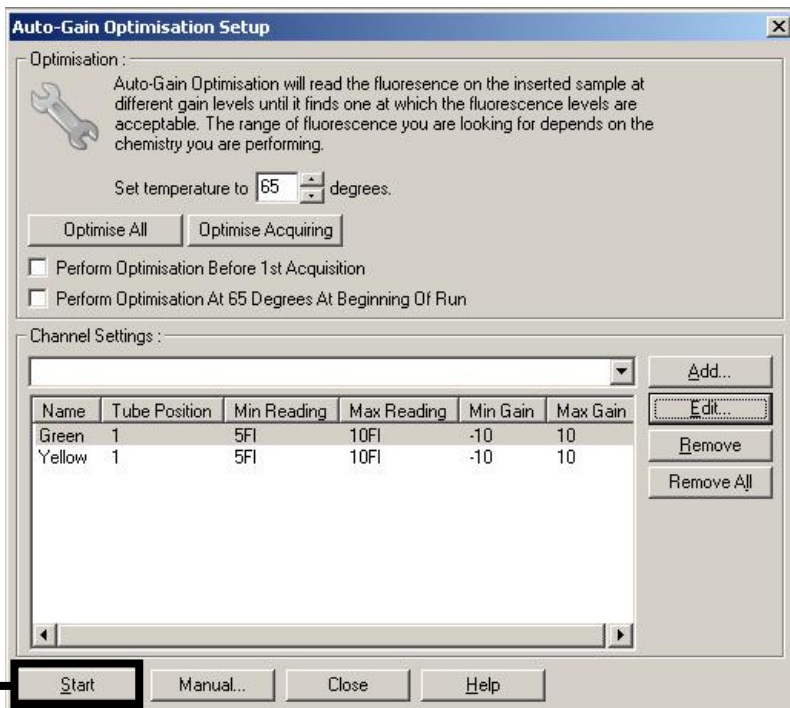 Auto-Gain Optimisation Setup
Optimisation :
Auto-Gain Optimisation will read the fluoresence on the inserted sample at
different gain levels until it finds one at which the fluorescence levels are
acceptable. The range of fluorescence you are looking for depends on the
chemistry you are performing.
Set temperature to 65 degrees.
Optimise All Optimise Acquiring
Perform Optimisation Before 1st Acquisition
Perform Optimisation At 65 Degrees At Beginning Of Run
Channel Settings :
Add...
Name Tube Position Min Reading Max Reading Min Gain Max Gain
Edit...
Green 1 5Fl 10Fl -10 10
Remove
Yellow 1 5Fl 10Fl -10 10
Remove All
Start Manual... Close Help